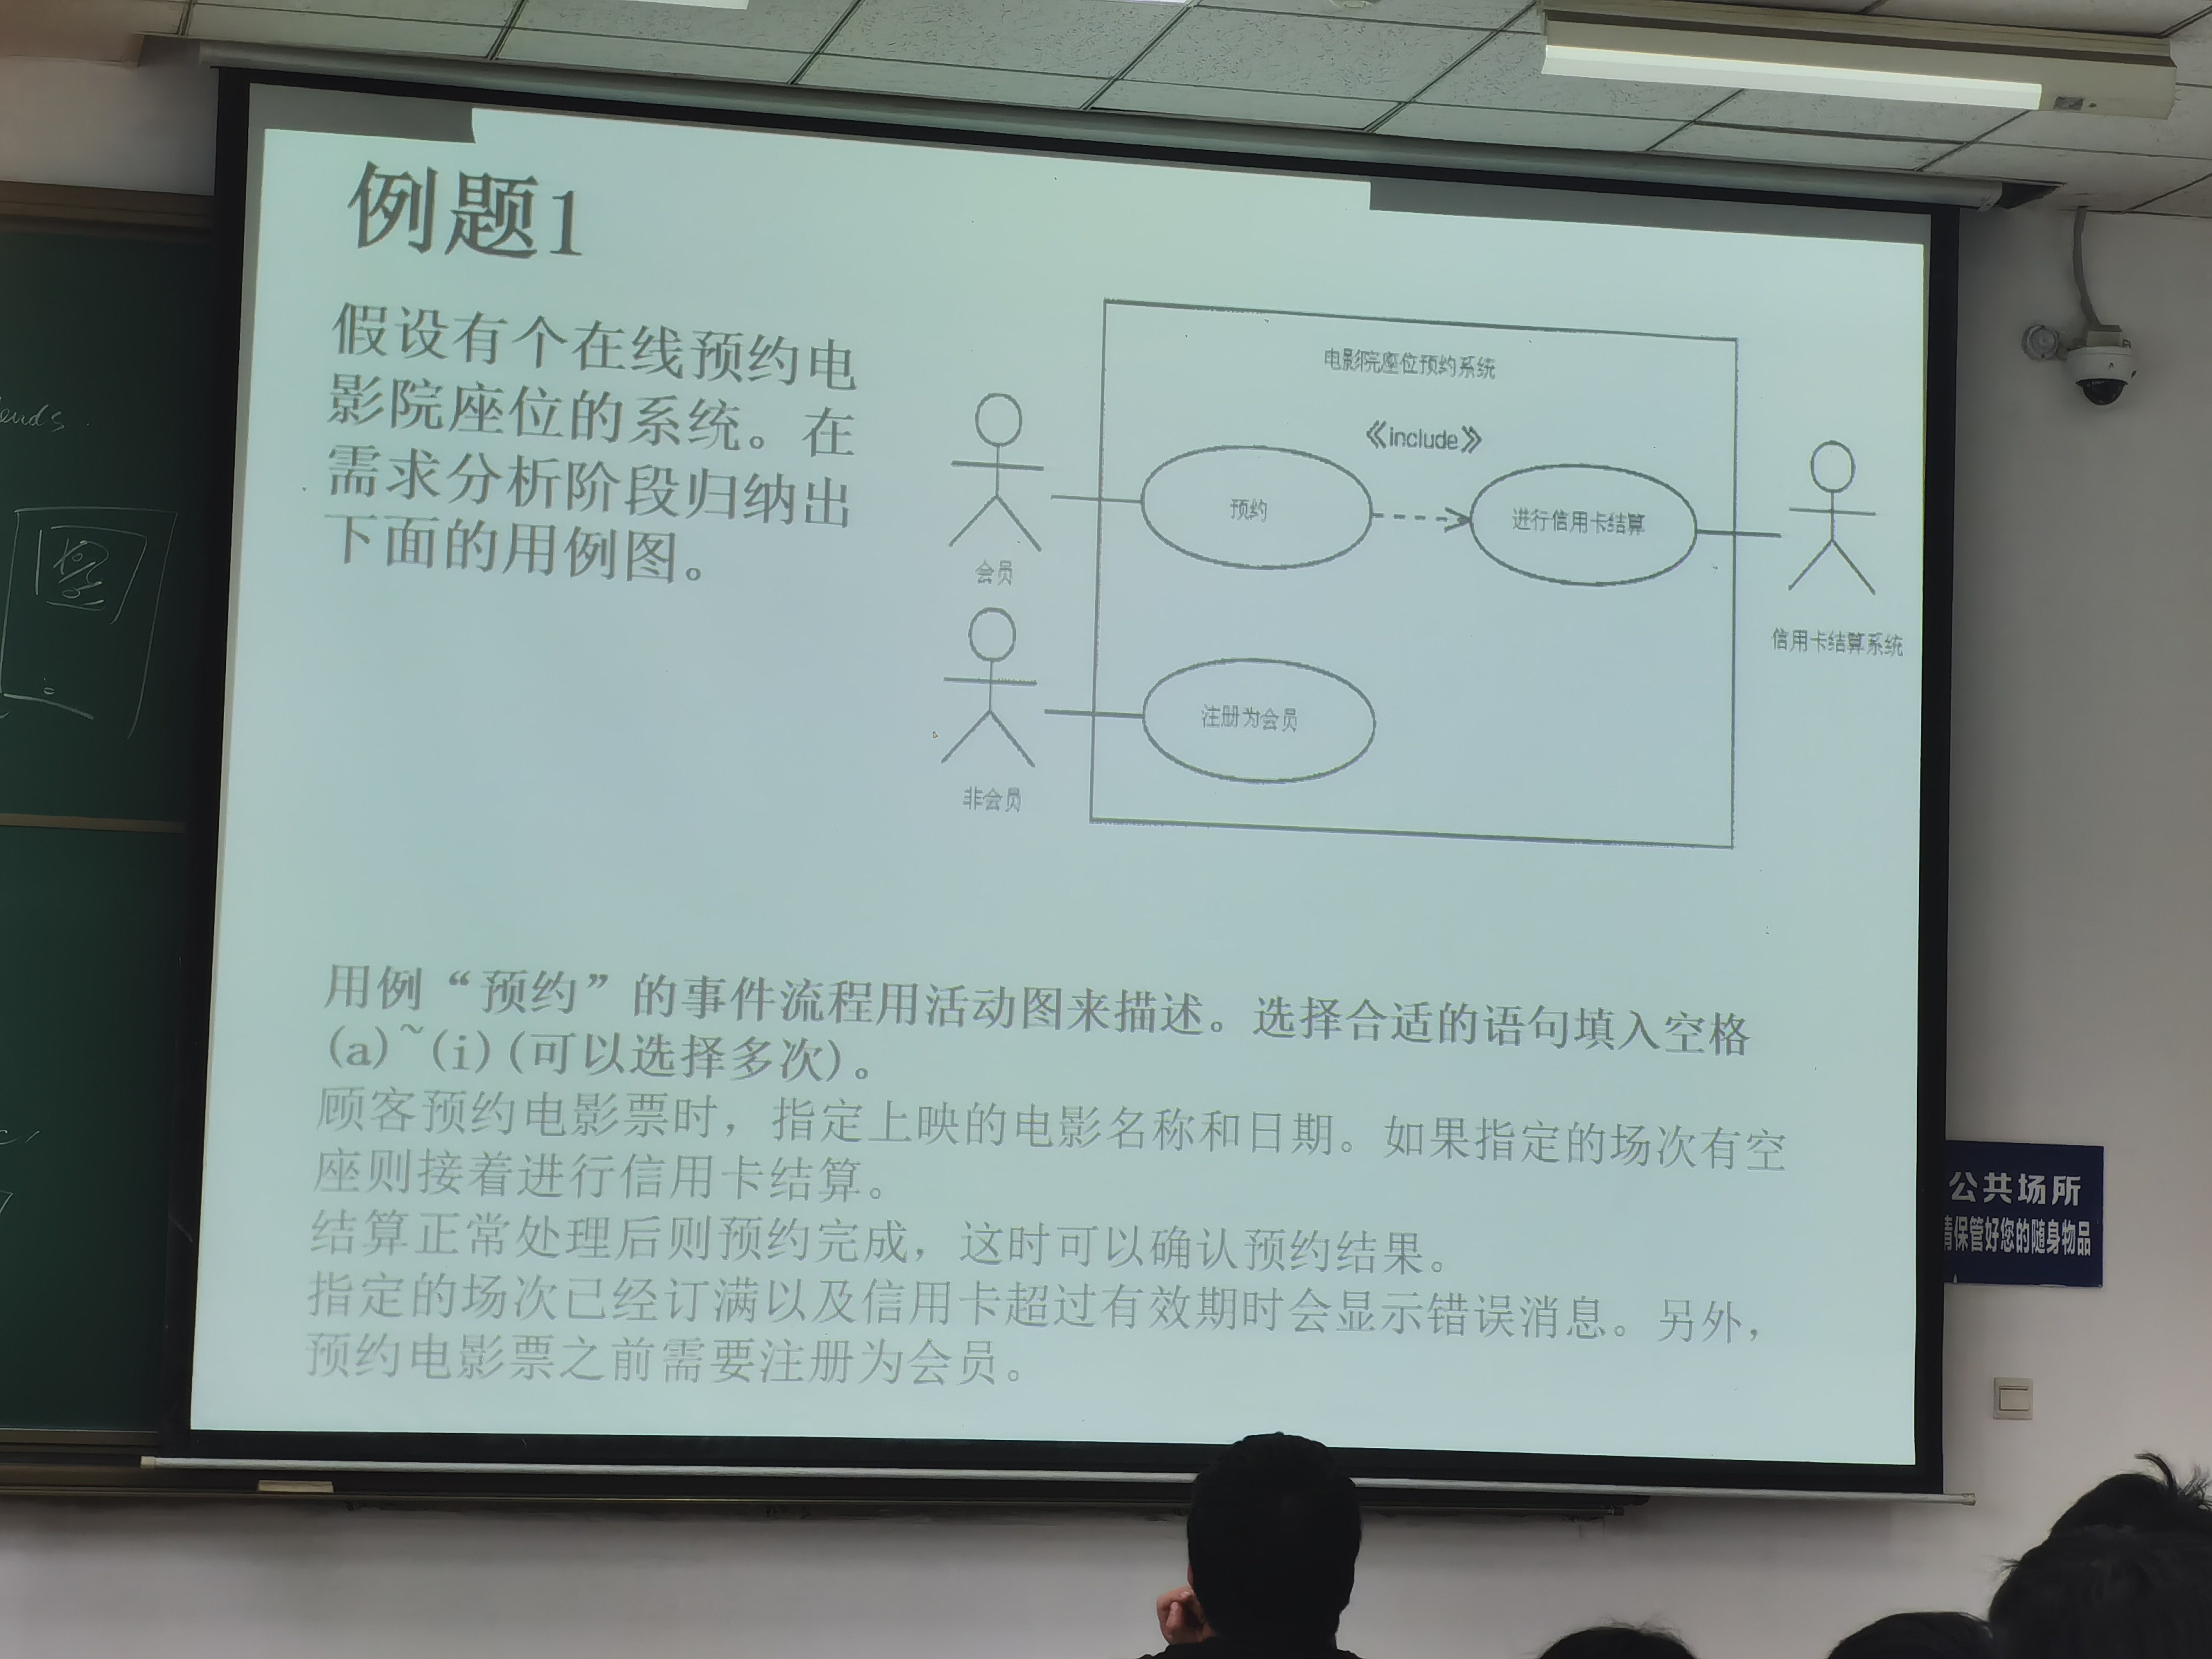 例题1
假设有个在线预约电
影院座位的系统。在
需求分析阶段归纳出
下面的用例图。
电影院座位预约系统
《include》
预约
进行信用卡结算
会员
信用卡结算系统
注册为会员
非会员
用例“预约”的事件流程用活动图来描述。选择合适的语句填入空格
(a)~(i)(可以选择多次)。
顾客预约电影票时，指定上映的电影名称和日期。如果指定的场次有空
座则接着进行信用卡结算。
结算正常处理后则预约完成，这时可以确认预约结果。
指定的场次已经订满以及信用卡超过有效期时会显示错误消息。另外，
预约电影票之前需要注册为会员。
公共场所
请保管好您的随身物品